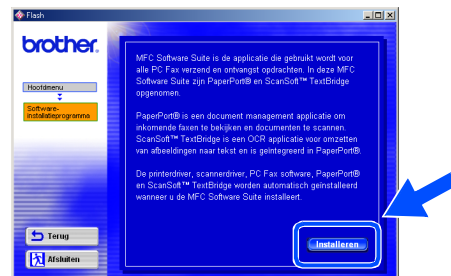 Flash
brother.
Hoofdmenu
Software-
installatieprogramma
MFC Software Suite is de applicatie die gebruikt wordt voor
alle PC Fax verzend en ontvangst opdrachten. In deze MFC
Software Suite zijn PaperPort® en ScanSoft™ TextBridge
opgenomen.
PaperPort® is een document management applicatie om
inkomende faxen te bekijken en documenten te scannen.
ScanSoft™ TextBridge is een OCR applicatie voor omzetten
van afbeeldingen naar tekst en is geintegreerd in PaperPort®.
De printerdriver, scannerdriver, PC Fax software, PaperPort®
en ScanSoft™ TextBridge worden automatisch geïnstalleerd
wanneer u de MFC Software Suite installeert.
Terug
Afsluiten
Installeren